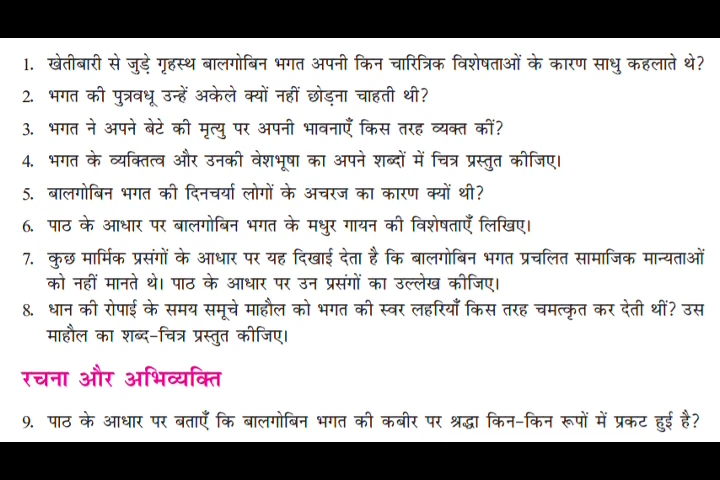 1. खेतीबारी से जुड़े गृहस्थ बालगोबिन भगत अपनी किन चारित्रिक विशेषताओं के कारण साधु कहलाते थे?
2. भगत की पुत्रवधू उन्हें अकेले क्यों नहीं छोड़ना चाहती थी?
3. भगत ने अपने बेटे की मृत्यु पर अपनी भावनाएँ किस तरह व्यक्त कीं?
4. भगत के व्यक्तित्व और उनकी वेशभूषा का अपने शब्दों में चित्र प्रस्तुत कीजिए।
5. बालगोबिन भगत की दिनचर्या लोगों के अचरज का कारण क्यों थी?
6. पाठ के आधार पर बालगोबिन भगत के मधुर गायन की विशेषताएँ लिखिए।
7. कुछ मार्मिक प्रसंगों के आधार पर यह दिखाई देता है कि बालगोबिन भगत प्रचलित सामाजिक मान्यताओं
को नहीं मानते थे। पाठ के आधार पर उन प्रसंगों का उल्लेख कीजिए।
8. धान की रोपाई के समय समूचे माहौल को भगत की स्वर लहरियाँ किस तरह चमत्कृत कर देती थीं? उस
माहौल का शब्द-चित्र प्रस्तुत कीजिए।
रचना और अभिव्यक्ति
9. पाठ के आधार पर बताएँ कि बालगोबिन भगत की कबीर पर श्रद्धा किन-किन रूपों में प्रकट हुई है?